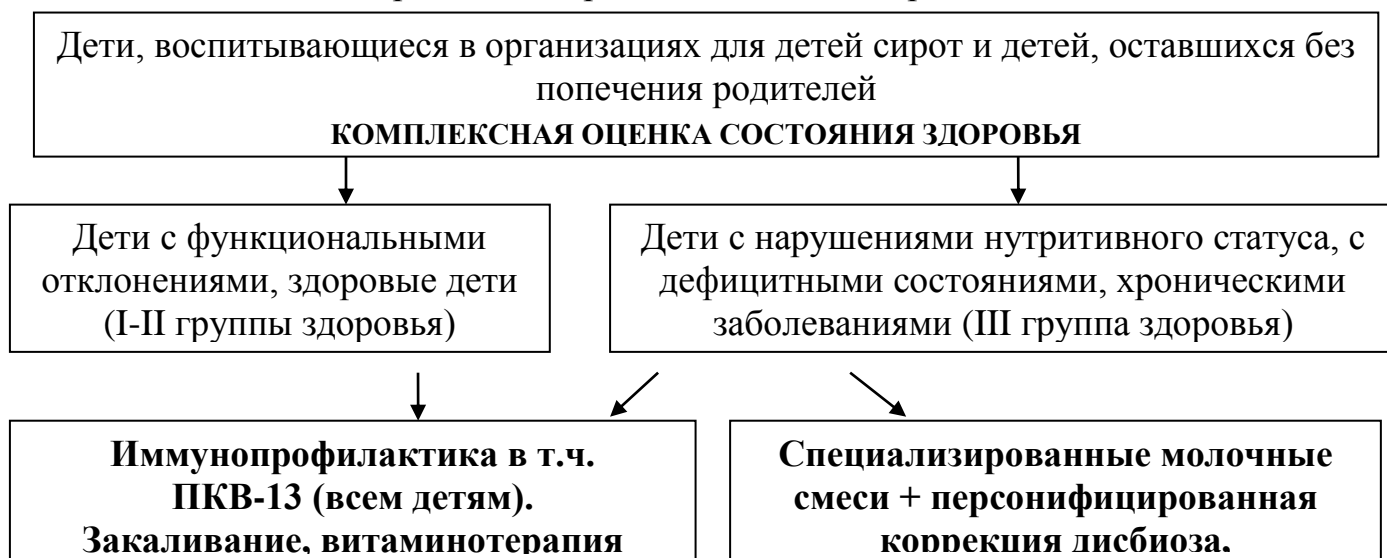 Дети, воспитывающиеся в организациях для детей сирот и детей, оставшихся без
попечения родителей
КОМПЛЕКСНАЯ ОЦЕНКА СОСТОЯНИЯ ЗДОРОВЬЯ
Дети с функциональными
отклонениями, здоровые дети
(I-II группы здоровья)
Дети с нарушениями нутритивного статуса, с
дефицитными состояниями, хроническими
заболеваниями (III группа здоровья)
Иммунопрофилактика в т.ч.
ПКВ-13 (всем детям).
Закаливание, витаминотерапия
Специализированные молочные
смеси + персонифицированная
коррекция дисбиоза,